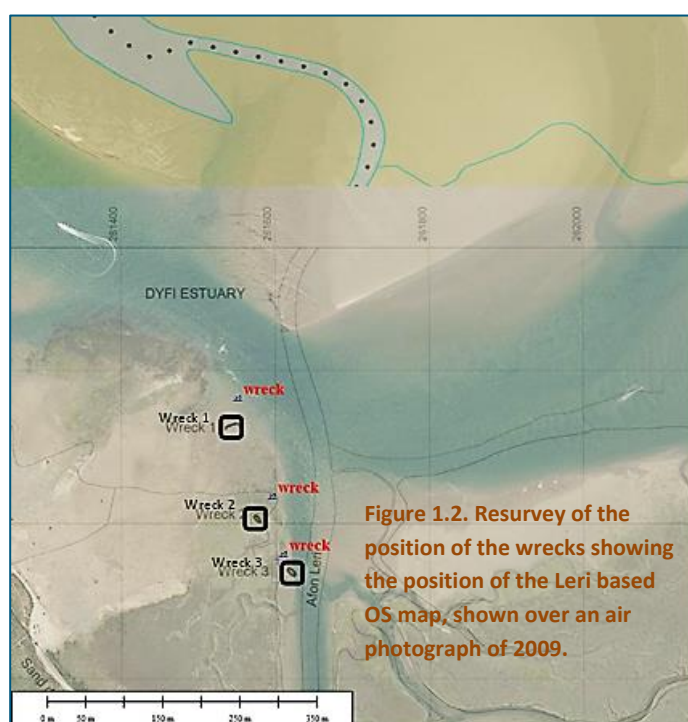 261400
261600
261800
262000
DYFI ESTUARY
wreck
Wreck 1
Wreck 1
wreck
Wreck 2
wreck
Wreck 3
Wreck 3
Afon Leri
Figure 1.2. Resurvey of the
position of the wrecks showing
the position of the Leri based
OS map, shown over an air
photograph of 2009.
Sand
0 m 50 m 150 m 250 m 350 m